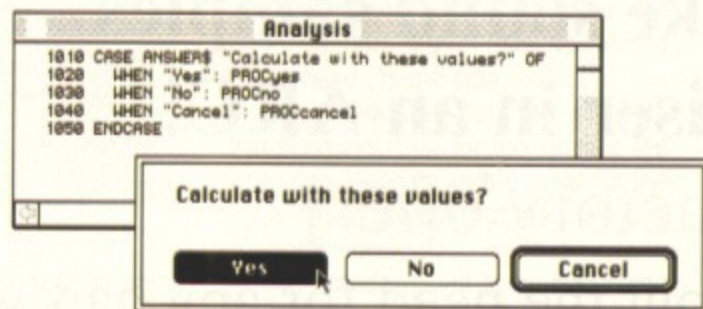 Analysis
1010 CASE ANSWER$ "Calculate with these values?" OF
1020   WHEN "Yes": PROCyes
1030   WHEN "No": PROCno
1040   WHEN "Cancel": PROCcancel
1050 ENDCASE
Calculate with these values?
Yes
No
Cancel